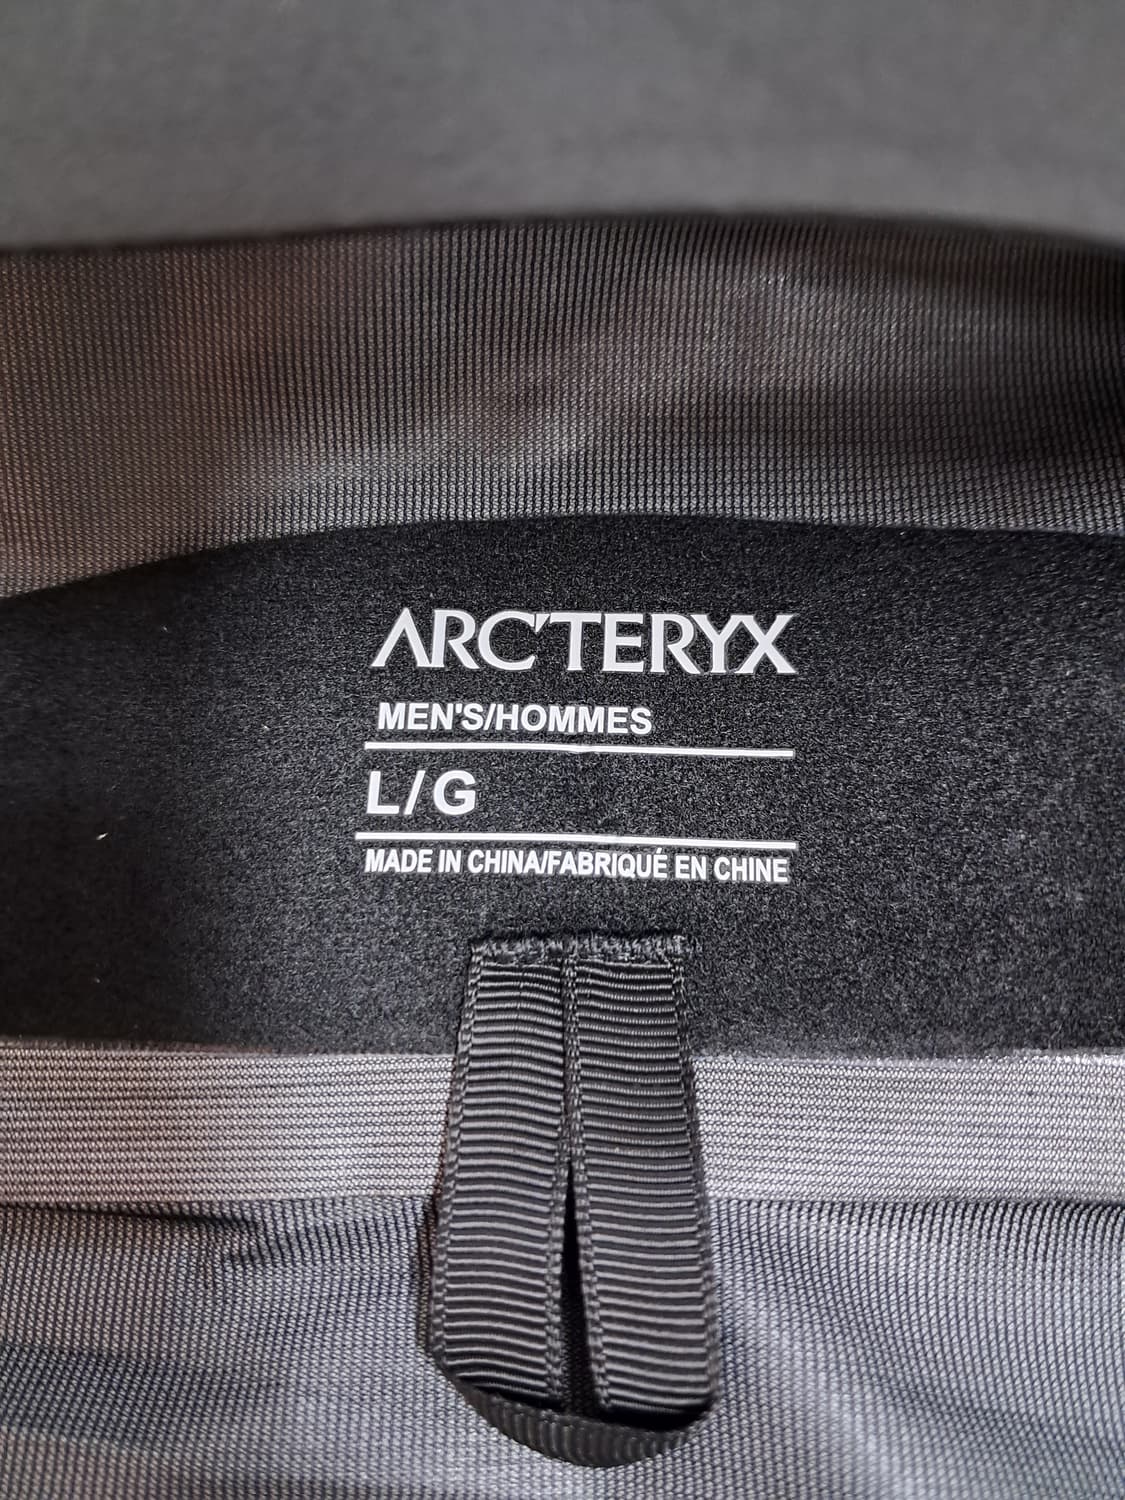 ARC'TERYX
MEN'S/HOMMES
L/G
MADE IN CHINA/FABRIQUÉ EN CHINE